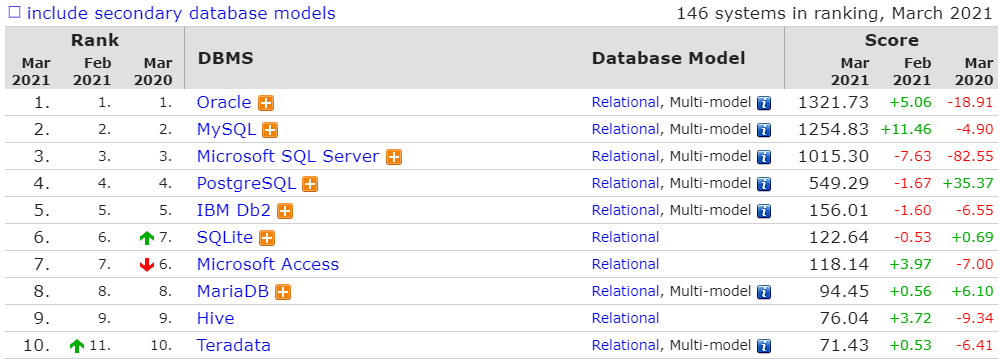 include secondary database models 146 systems in ranking, March 2021
Rank DBMS Database Model Score
Mar 2021 Feb 2021 Mar 2020 Mar 2021 Feb 2021 Mar 2020
1. 1. 1. Oracle Relational, Multi-model 1321.73 +5.06 -18.91
2. 2. 2. MySQL Relational, Multi-model 1254.83 +11.46 -4.90
3. 3. 3. Microsoft SQL Server Relational, Multi-model 1015.30 -7.63 -82.55
4. 4. 4. PostgreSQL Relational, Multi-model 549.29 -1.67 +35.37
5. 5. 5. IBM Db2 Relational, Multi-model 156.01 -1.60 -6.55
6. 6. 7. SQLite Relational 122.64 -0.53 +0.69
7. 7. 6. Microsoft Access Relational 118.14 +3.97 -7.00
8. 8. 8. MariaDB Relational, Multi-model 94.45 +0.56 +6.10
9. 9. 9. Hive Relational 76.04 +3.72 -9.34
10. 11. 10. Teradata Relational, Multi-model 71.43 +0.53 -6.41